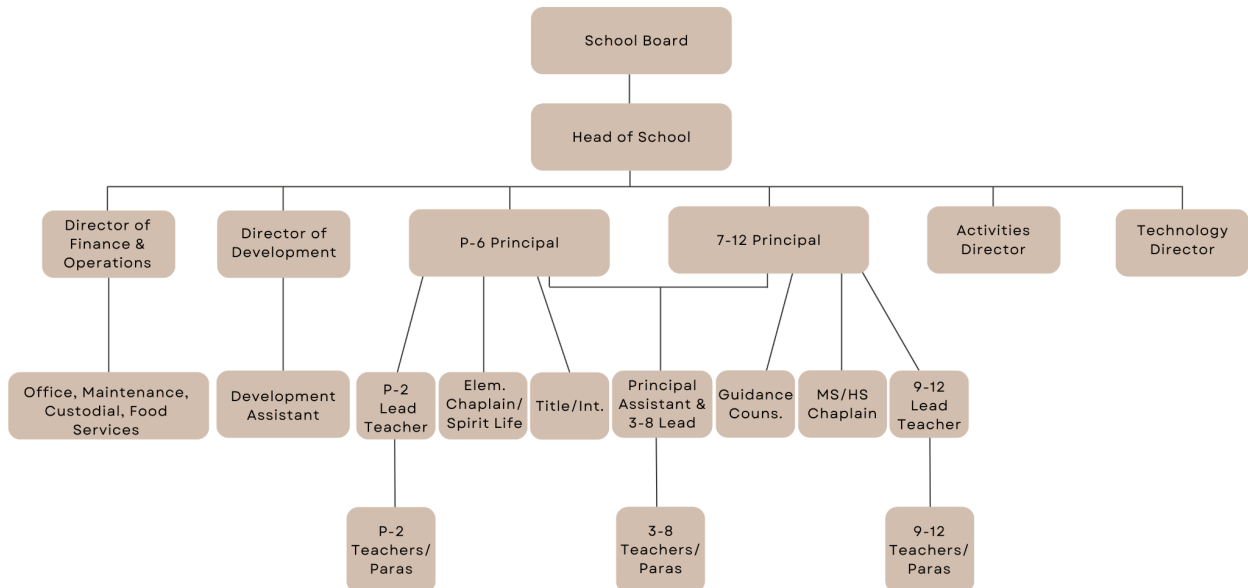 School Board
Head of School
Director of
Finance &
Operations
Director of
Development
P-6 Principal
7-12 Principal
Activities
Director
Technology
Director
Office, Maintenance,
Custodial, Food
Services
Development
Assistant
P-2
Lead
Teacher
Elem.
Chaplain/
Spirit Life
Title/Int.
Principal
Assistant &
3-8 Lead
Guidance
Couns.
MS/HS
Chaplain
9-12
Lead
Teacher
P-2
Teachers/
Paras
3-8
Teachers/
Paras
9-12
Teachers/
Paras